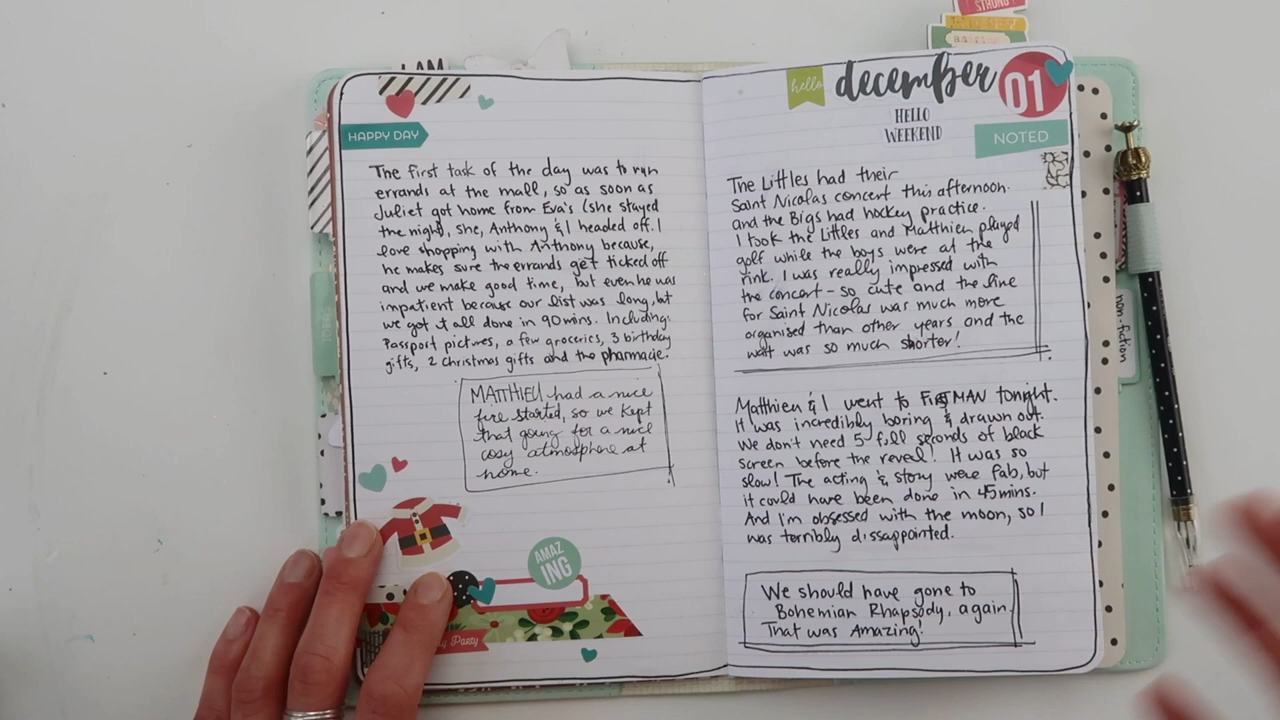 STRONG
I AM
HAPPY DAY
The first task of the day was to run
errands at the mall, so as soon as
Juliet got home from Eva's (she stayed
the night), she, Anthony & I headed off. I
love shopping with Anthony because,
he makes sure the errands get ticked off
and we make good time, but even he was
impatient because our list was long, but
we got it all done in 90 mins. Including:
Passport pictures, a few groceries, 3 birthday
gifts, 2 Christmas gifts and the pharmacie.
MATTHIEU had a nice
fire started, so we kept
that going for a nice
cosy atmosphere at
home.
AMAZ
ING
Party
hello
december
01
HELLO
WEEKEND
NOTED
The Littles had their
Saint Nicolas concert this afternoon.
and the Bigs had hockey practice.
I took the Littles and Matthieu played
golf while the boys were at the
rink. I was really impressed with
the concert - so cute and the line
for Saint Nicolas was much more
organised than other years and the
wait was so much shorter!
Matthieu & I went to FIRSTMAN tonight.
It was incredibly boring & drawn out.
We don't need 5 full seconds of black
screen before the reveal! It was so
slow! The acting & story were fab, but
it could have been done in 45 mins.
And I'm obsessed with the moon, so I
was terribly dissappointed.
We should have gone to
Bohemian Rhapsody, again.
That was Amazing!
non-fiction